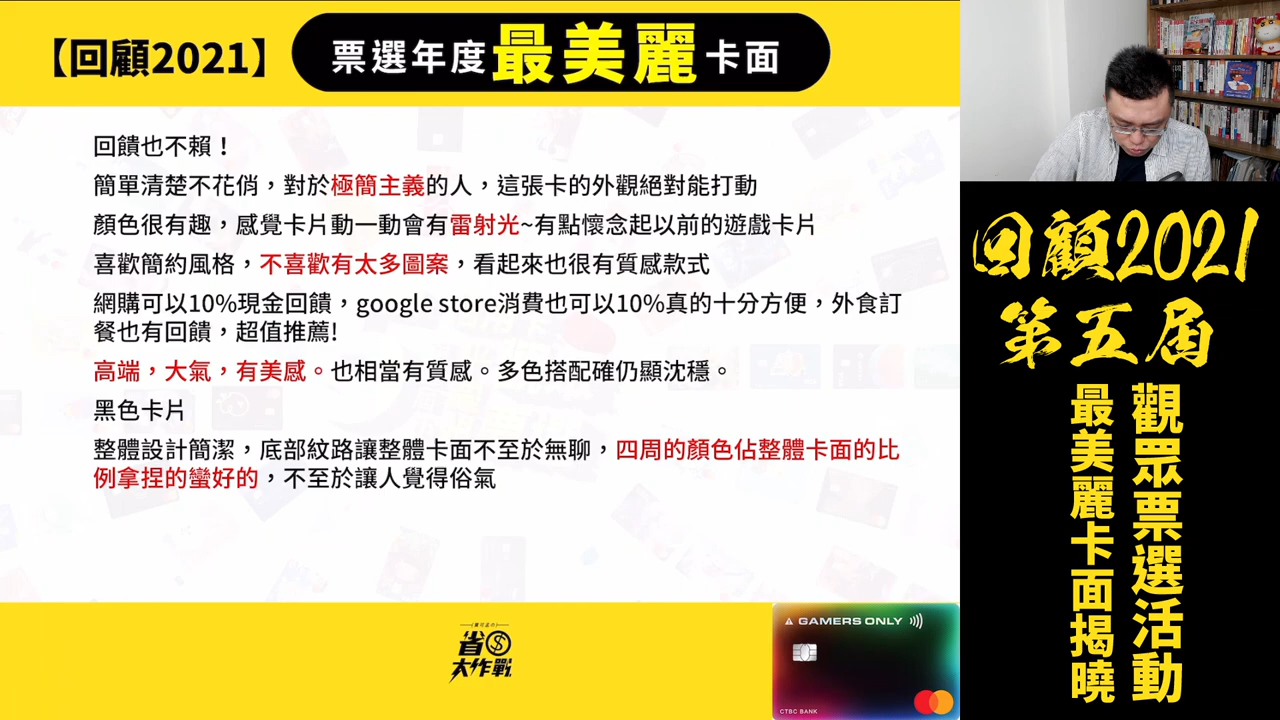 【回顧2021】
票選年度最美麗卡面
回饋也不賴！
簡單清楚不花俏，對於極簡主義的人，這張卡的外觀絕對能打動
顏色很有趣，感覺卡片動一動會有雷射光~有點懷念起以前的遊戲卡片
喜歡簡約風格，不喜歡有太多圖案，看起來也很有質感款式
網購可以10%現金回饋，google store消費也可以10%真的十分方便，外食訂
餐也有回饋，超值推薦!
高端，大氣，有美感。也相當有質感。多色搭配確仍顯沈穩。
黑色卡片
整體設計簡潔，底部紋路讓整體卡面不至於無聊，四周的顏色佔整體卡面的比
例拿捏的蠻好的，不至於讓人覺得俗氣
省
大作戰
GAMERS ONLY
CTBC BANK
回顧2021
第五屆
觀眾票選活動
最美麗卡面揭曉